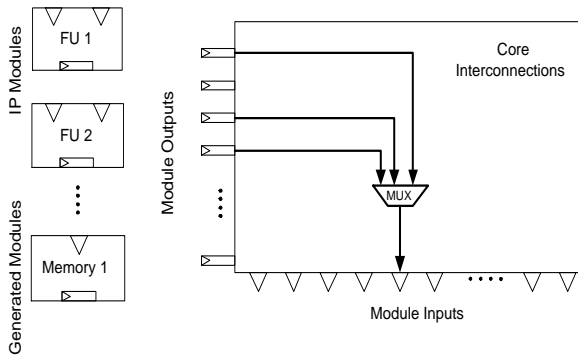 IP Modules
FU 1
FU 2
Generated Modules
Memory 1
Module Outputs
Core
Interconnections
MUX
Module Inputs